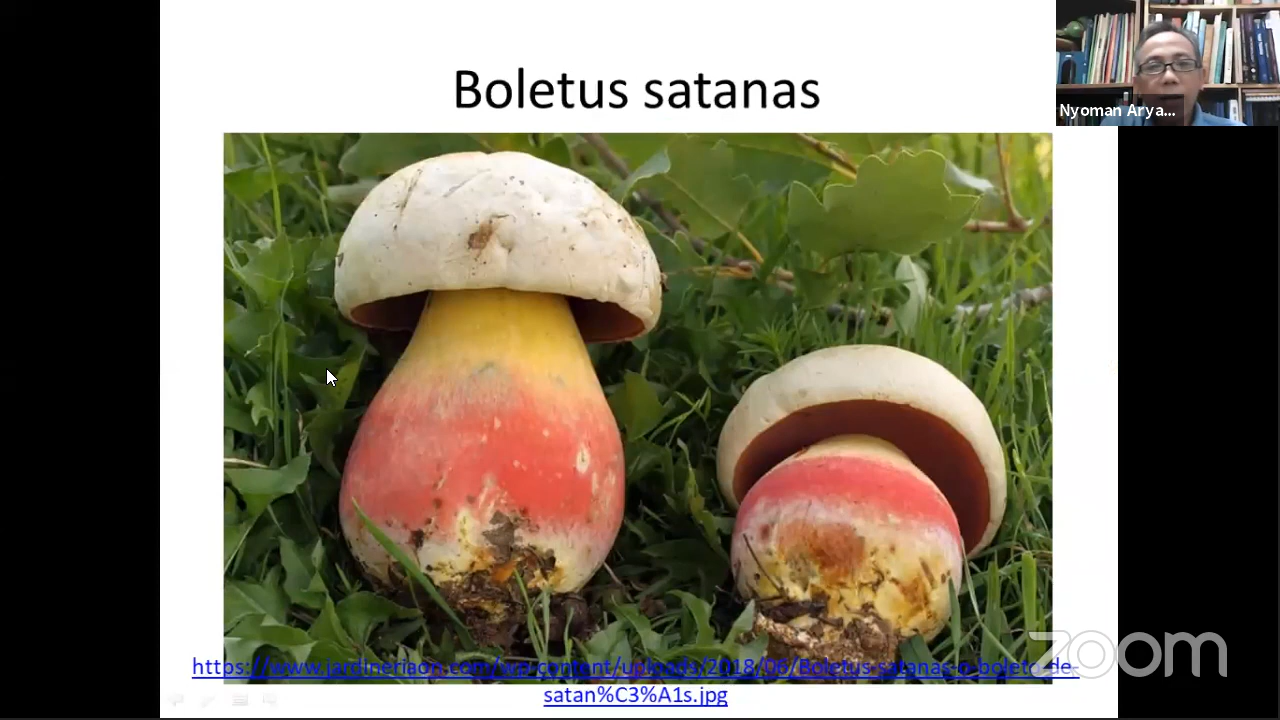 Boletus satanas
Nyoman Arya...
https://www.jardineriaon.com/wp-content/uploads/2018/06/Boletus-satanas-o-boleto-de-
satan%C3%A1s.jpg
zoom